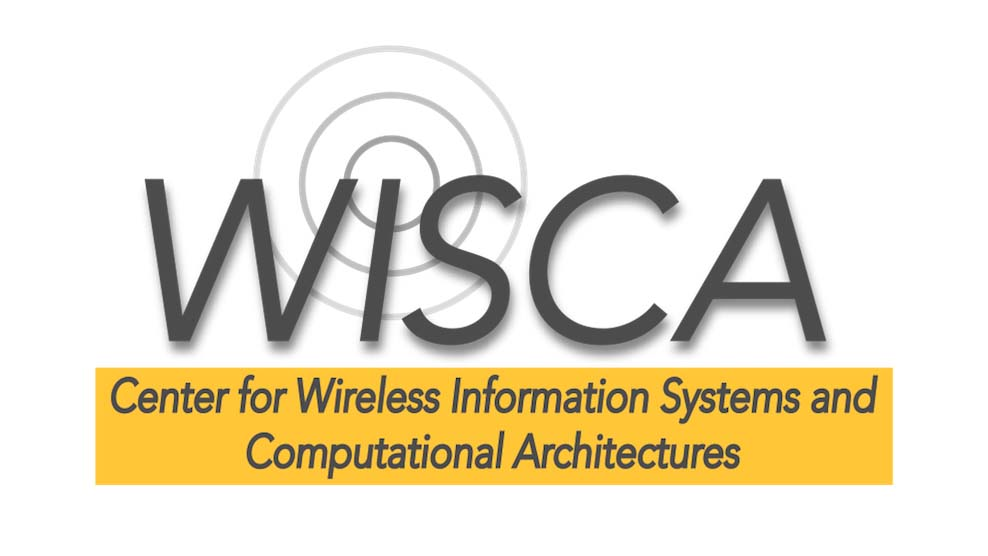 WISCA
Center for Wireless Information Systems and
Computational Architectures